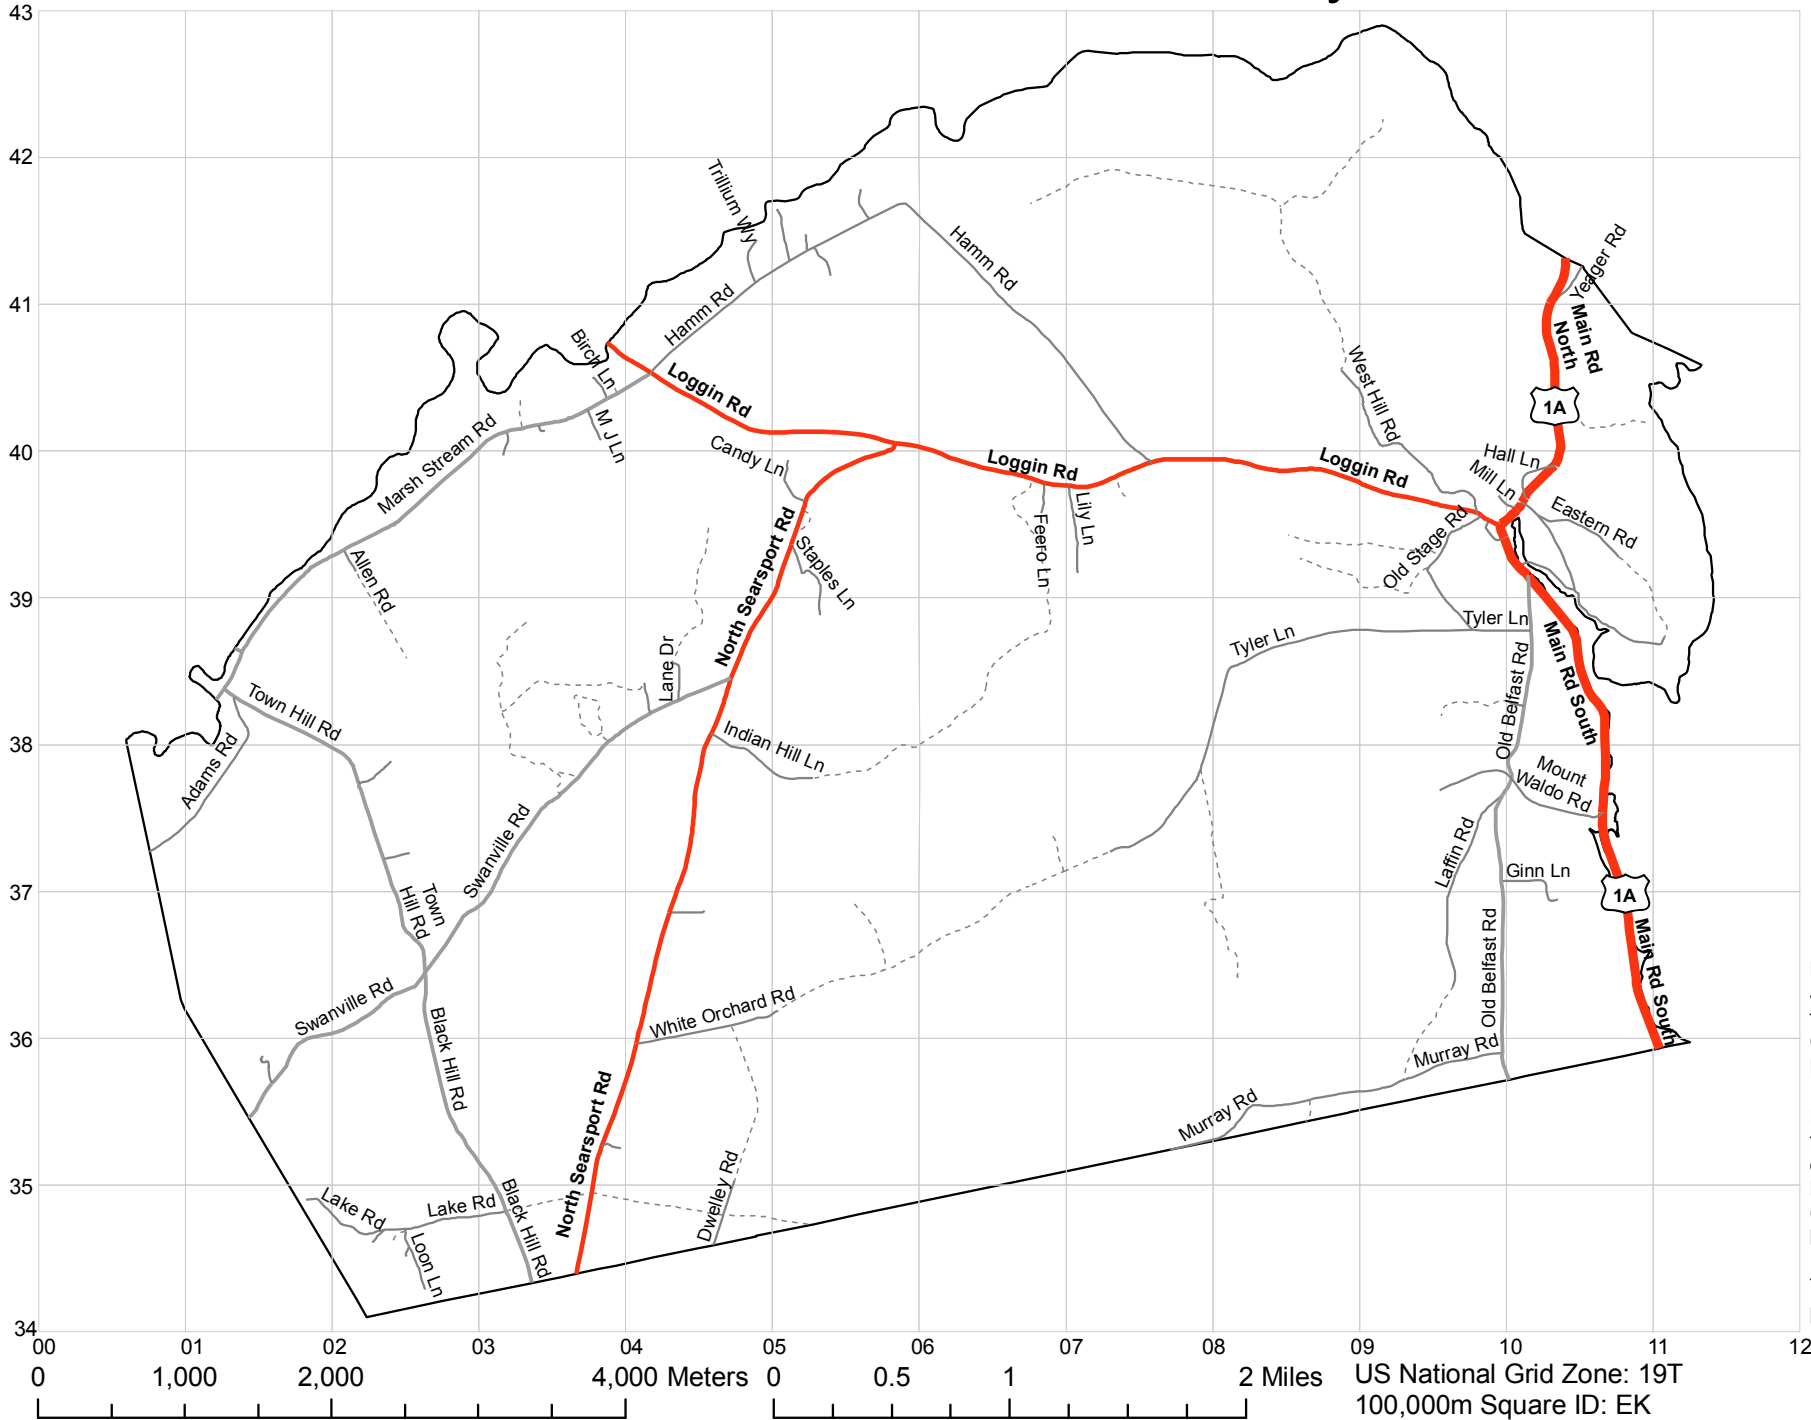 43
42
Trillium Wy
Hamm Rd
Yeager Rd
41
Hamm Rd
Main Rd
North
Birch Ln
West Hill Rd
Loggin Rd
1A
Marsh Stream Rd
M J Ln
40
Candy Ln
Loggin Rd
Loggin Rd
Hall Ln
Mill Ln
Eastern Rd
North Searsport Rd
Staples Ln
Feero Ln
Lily Ln
Old Stage Rd
Allen Rd
39
Tyler Ln
Tyler Ln
Lane Dr
Main Rd South
Old Belfast Rd
Town Hill Rd
38
Adams Rd
Indian Hill Ln
Mount
Waldo Rd
Swanville Rd
Laffin Rd
37
Town
Hill Rd
Ginn Ln
1A
Old Belfast Rd
Main Rd South
Swanville Rd
White Orchard Rd
36
Black Hill Rd
Murray Rd
North Searsport Rd
Murray Rd
35
Lake Rd
Lake Rd
Black Hill Rd
Dwelley Rd
Loon Ln
34
00 01 02 03 04 05 06 07 08 09 10 11 12
0 1,000 2,000 4,000 Meters 0 0.5 1 2 Miles
US National Grid Zone: 19T
100,000m Square ID: EK